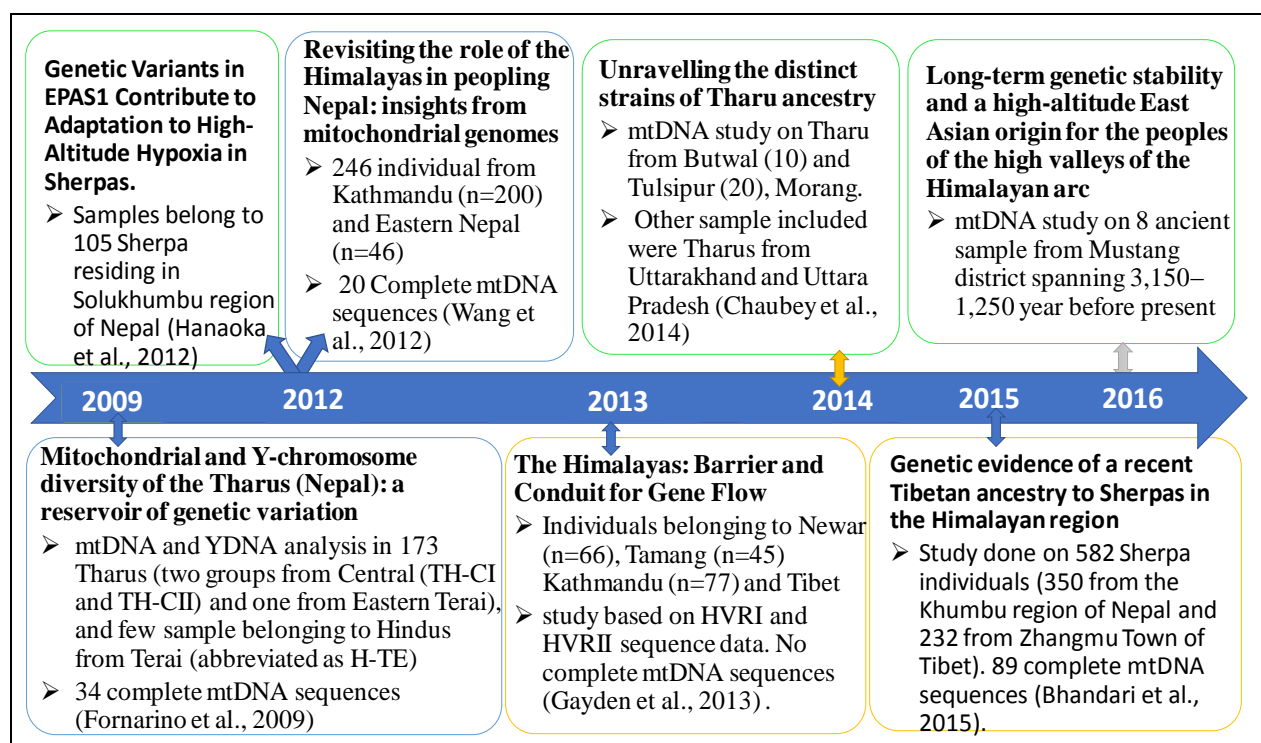 Genetic Variants in
EPAS1 Contribute to
Adaptation to High-
Altitude Hypoxia in
Sherpas.
➢ Samples belong to
105 Sherpa
residing in
Solukhumbu region
of Nepal (Hanaoka
et al., 2012)
Revisiting the role of the
Himalayas in peopling
Nepal: insights from
mitochondrial genomes
➢ 246 individual from
Kathmandu (n=200)
and Eastern Nepal
(n=46)
➢ 20 Complete mtDNA
sequences (Wang et
al., 2012)
Unravelling the distinct
strains of Tharu ancestry
➢ mtDNA study on Tharu
from Butwal (10) and
Tulsipur (20), Morang.
➢ Other sample included
were Tharus from
Uttarakhand and Uttara
Pradesh (Chaubey et al.,
2014)
Long-term genetic stability
and a high-altitude East
Asian origin for the peoples
of the high valleys of the
Himalayan arc
➢ mtDNA study on 8 ancient
sample from Mustang
district spanning 3,150–
1,250 year before present
2009 2012 2013 2014 2015 2016
Mitochondrial and Y-chromosome
diversity of the Tharus (Nepal): a
reservoir of genetic variation
➢ mtDNA and YDNA analysis in 173
Tharus (two groups from Central (TH-CI
and TH-CII) and one from Eastern Terai),
and few sample belonging to Hindus
from Terai (abbreviated as H-TE)
➢ 34 complete mtDNA sequences
(Fornarino et al., 2009)
The Himalayas: Barrier and
Conduit for Gene Flow
➢ Individuals belonging to Newar
(n=66), Tamang (n=45)
Kathmandu (n=77) and Tibet
➢ study based on HVRI and
HVRII sequence data. No
complete mtDNA sequences
(Gayden et al., 2013) .
Genetic evidence of a recent
Tibetan ancestry to Sherpas in
the Himalayan region
➢ Study done on 582 Sherpa
individuals (350 from the
Khumbu region of Nepal and
232 from Zhangmu Town of
Tibet). 89 complete mtDNA
sequences (Bhandari et al.,
2015).